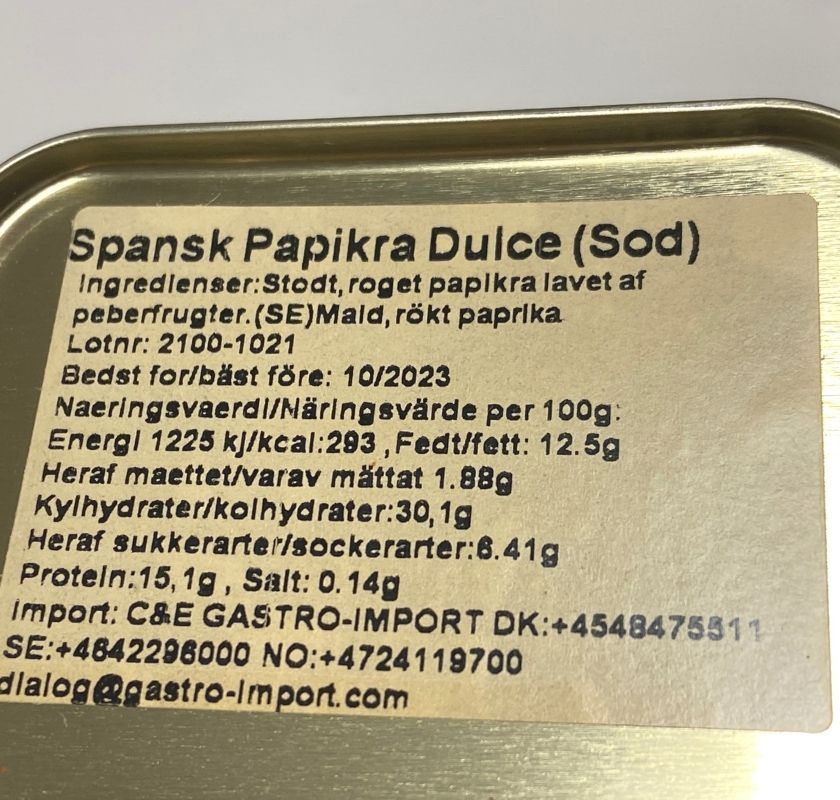 Spansk Papikra Dulce (Sod)
Ingredienser:Stodt, roget papikra lavet af
peberfrugter.(SE)Mald, rökt paprika
Lotnr: 2100-1021
Bedst for/bäst före: 10/2023
Naeringsvaerdi/Näringsvärde per 100g:
Energi 1225 kj/kcal:293 ,Fedt/fett: 12.5g
Heraf maettet/varav mättat 1.88g
Kylhydrater/kolhydrater:30,1g
Heraf sukkerarter/sockerarter:6.41g
Protein:15,1g , Salt: 0.14g
Import: C&E GASTRO-IMPORT DK:+4548475511
SE:+4642296000 NO:+4724119700
dialog@gastro-import.com